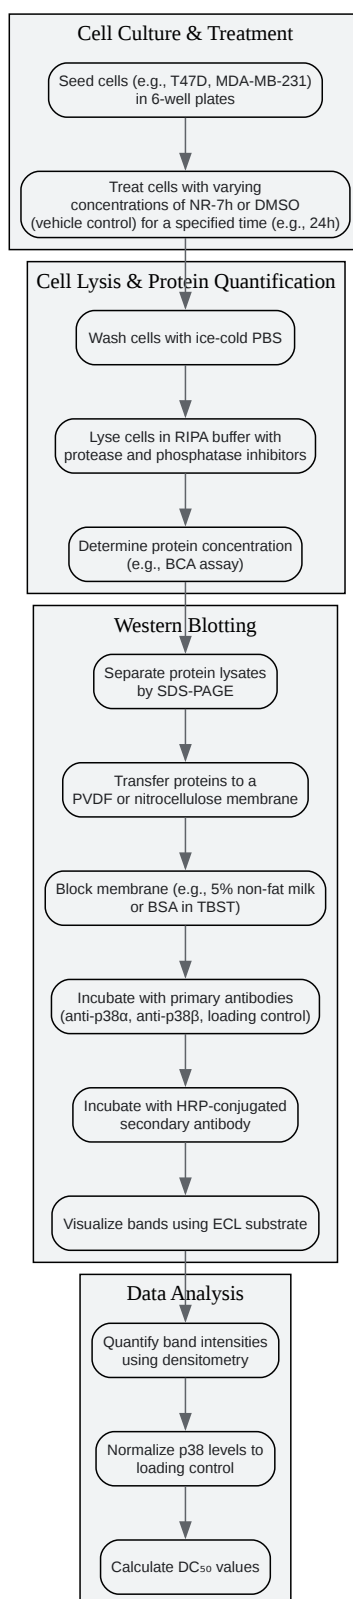 Cell Culture & Treatment
Seed cells (e.g., T47D, MDA-MB-231)
in 6-well plates
Treat cells with varying
concentrations of NR-7h or DMSO
(vehicle control) for a specified time (e.g., 24h)
Cell Lysis & Protein Quantification
Wash cells with ice-cold PBS
Lyse cells in RIPA buffer with
protease and phosphatase inhibitors
Determine protein concentration
(e.g., BCA assay)
Western Blotting
Separate protein lysates
by SDS-PAGE
Transfer proteins to a
PVDF or nitrocellulose membrane
Block membrane (e.g., 5% non-fat milk
or BSA in TBST)
Incubate with primary antibodies
(anti-p38α, anti-p38β, loading control)
Incubate with HRP-conjugated
secondary antibody
Visualize bands using ECL substrate
Data Analysis
Quantify band intensities
using densitometry
Normalize p38 levels to
loading control
Calculate DC₅₀ values